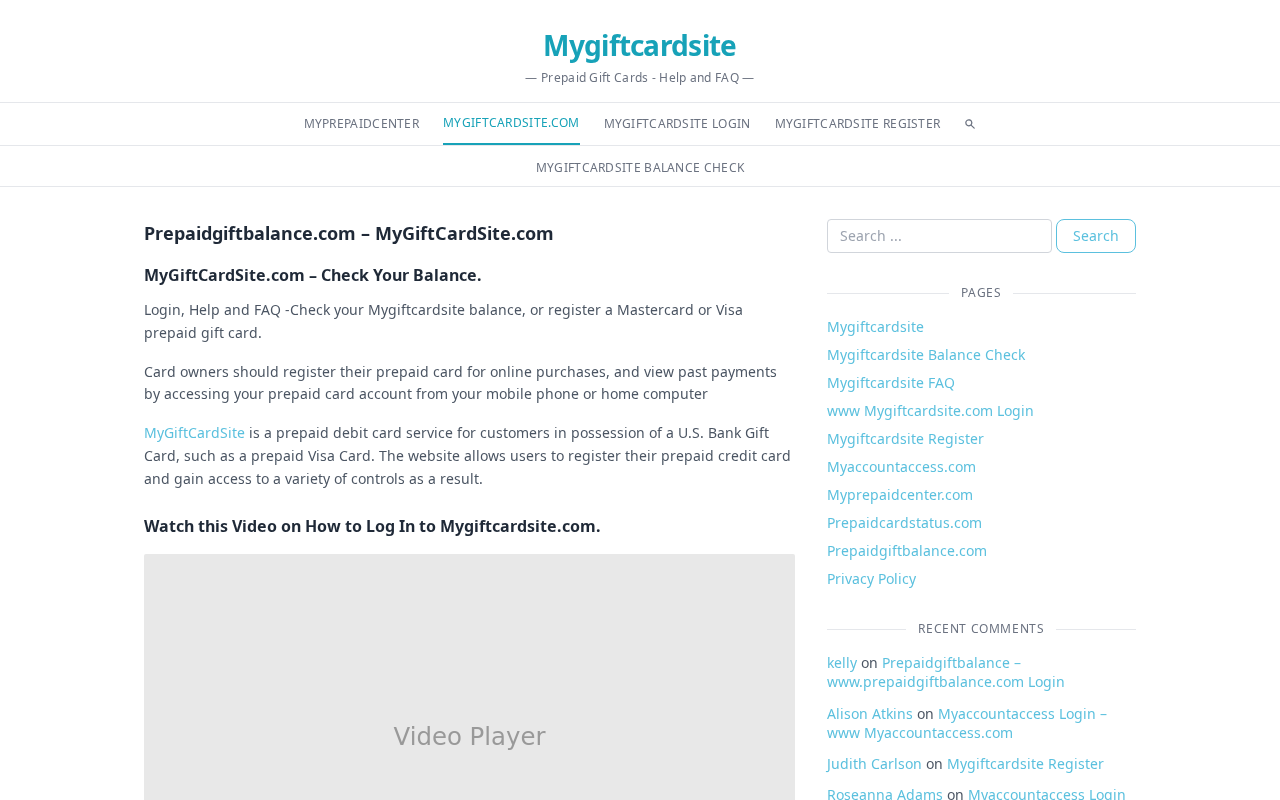 Mygiftcardsite
— Prepaid Gift Cards - Help and FAQ —
MYPREPAIDCENTER
MYGIFTCARDSITE.COM
MYGIFTCARDSITE LOGIN
MYGIFTCARDSITE REGISTER
MYGIFTCARDSITE BALANCE CHECK
Prepaidgiftbalance.com – MyGiftCardSite.com
MyGiftCardSite.com – Check Your Balance.
Login, Help and FAQ -Check your Mygiftcardsite balance, or register a Mastercard or Visa
prepaid gift card.
Card owners should register their prepaid card for online purchases, and view past payments
by accessing your prepaid card account from your mobile phone or home computer
MyGiftCardSite is a prepaid debit card service for customers in possession of a U.S. Bank Gift
Card, such as a prepaid Visa Card. The website allows users to register their prepaid credit card
and gain access to a variety of controls as a result.
Watch this Video on How to Log In to Mygiftcardsite.com.
Video Player
Search ...
Search
PAGES
Mygiftcardsite
Mygiftcardsite Balance Check
Mygiftcardsite FAQ
www Mygiftcardsite.com Login
Mygiftcardsite Register
Myaccountaccess.com
Myprepaidcenter.com
Prepaidcardstatus.com
Prepaidgiftbalance.com
Privacy Policy
RECENT COMMENTS
kelly on Prepaidgiftbalance –
www.prepaidgiftbalance.com Login
Alison Atkins on Myaccountaccess Login –
www Myaccountaccess.com
Judith Carlson on Mygiftcardsite Register
Roseanna Adams on Myaccountaccess Login